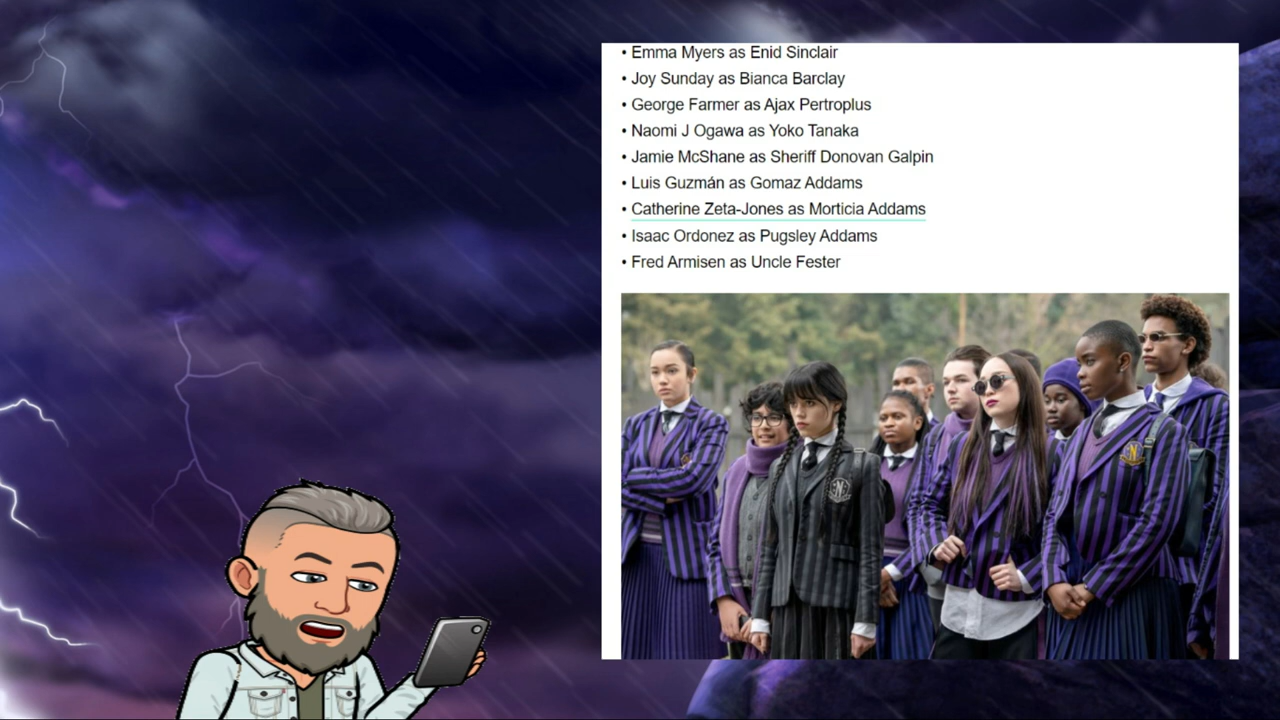 • Emma Myers as Enid Sinclair
• Joy Sunday as Bianca Barclay
• George Farmer as Ajax Pertroplus
• Naomi J Ogawa as Yoko Tanaka
• Jamie McShane as Sheriff Donovan Galpin
• Luis Guzmán as Gomaz Addams
• Catherine Zeta-Jones as Morticia Addams
• Isaac Ordonez as Pugsley Addams
• Fred Armisen as Uncle Fester
N
N